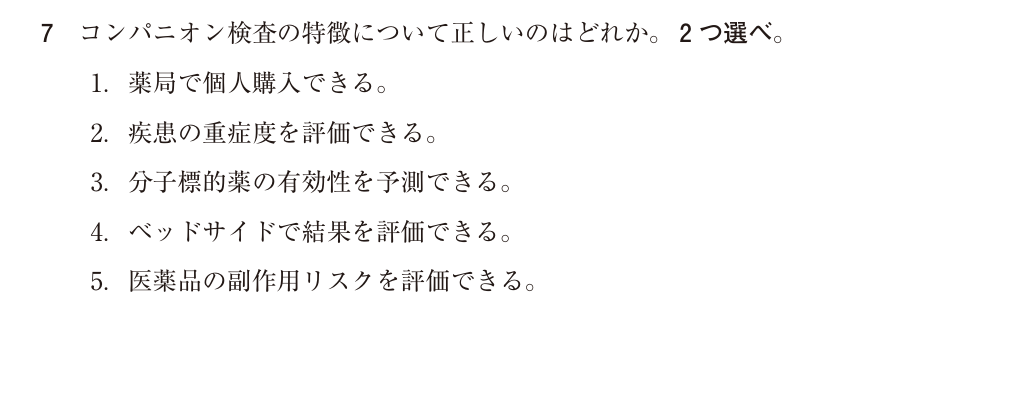 7 コンパニオン検査の特徴について正しいのはどれか。2つ選べ。
1. 薬局で個人購入できる。
2. 疾患の重症度を評価できる。
3. 分子標的薬の有効性を予測できる。
4. ベッドサイドで結果を評価できる。
5. 医薬品の副作用リスクを評価できる。